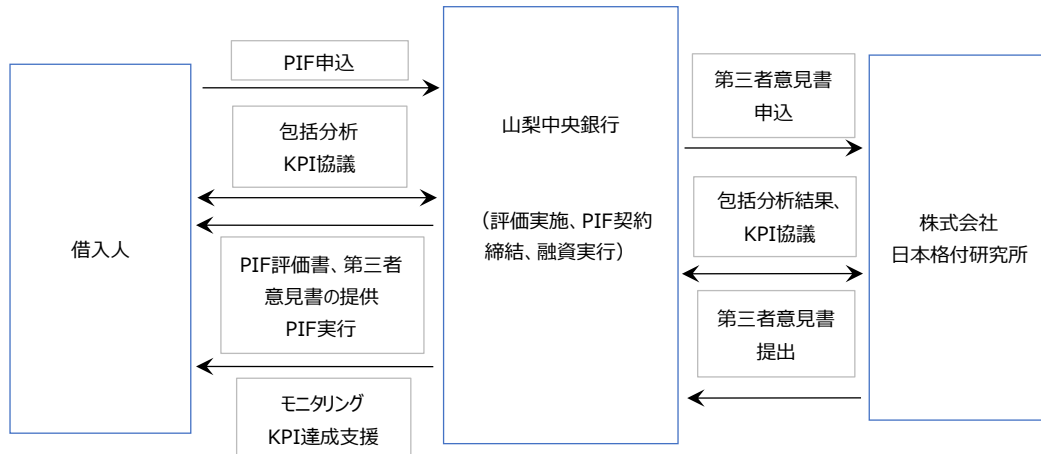 PIF申込
包括分析
KPI協議
借入人
PIF評価書、第三者
意見書の提供
PIF実行
モニタリング
KPI達成支援
山梨中央銀行
（評価実施、PIF契約
締結、融資実行）
第三者意見書
申込
包括分析結果、
KPI協議
第三者意見書
提出
株式会社
日本格付研究所